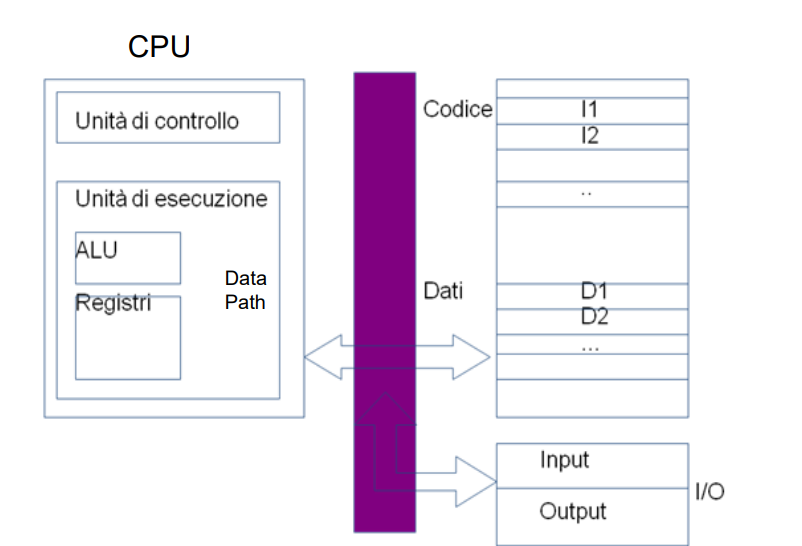 CPU
Unità di controllo
Unità di esecuzione
ALU
Registri
Data
Path
Codice
I1
I2
..
Dati
D1
D2
...
Input
Output
I/O